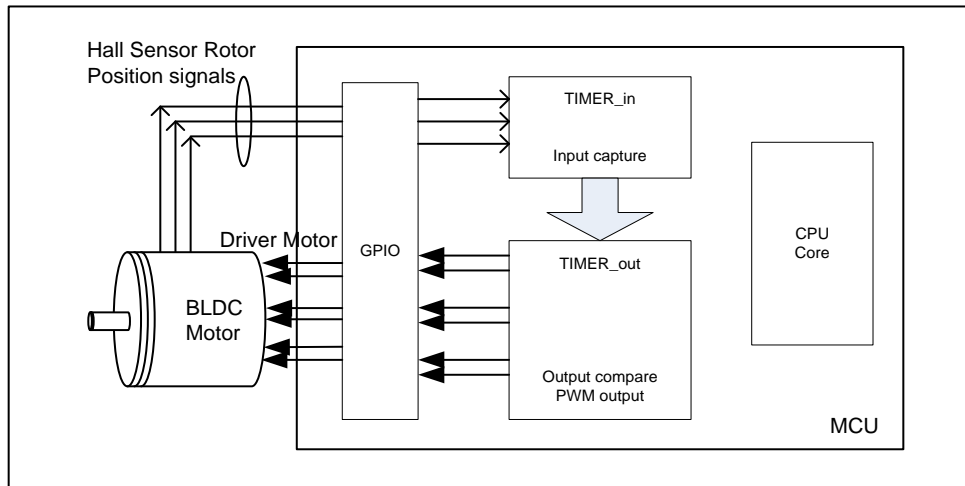 Hall Sensor Rotor
Position signals
TIMER_in
Input capture
CPU
Core
Driver Motor
GPIO
TIMER_out
BLDC
Motor
Output compare
PWM output
MCU